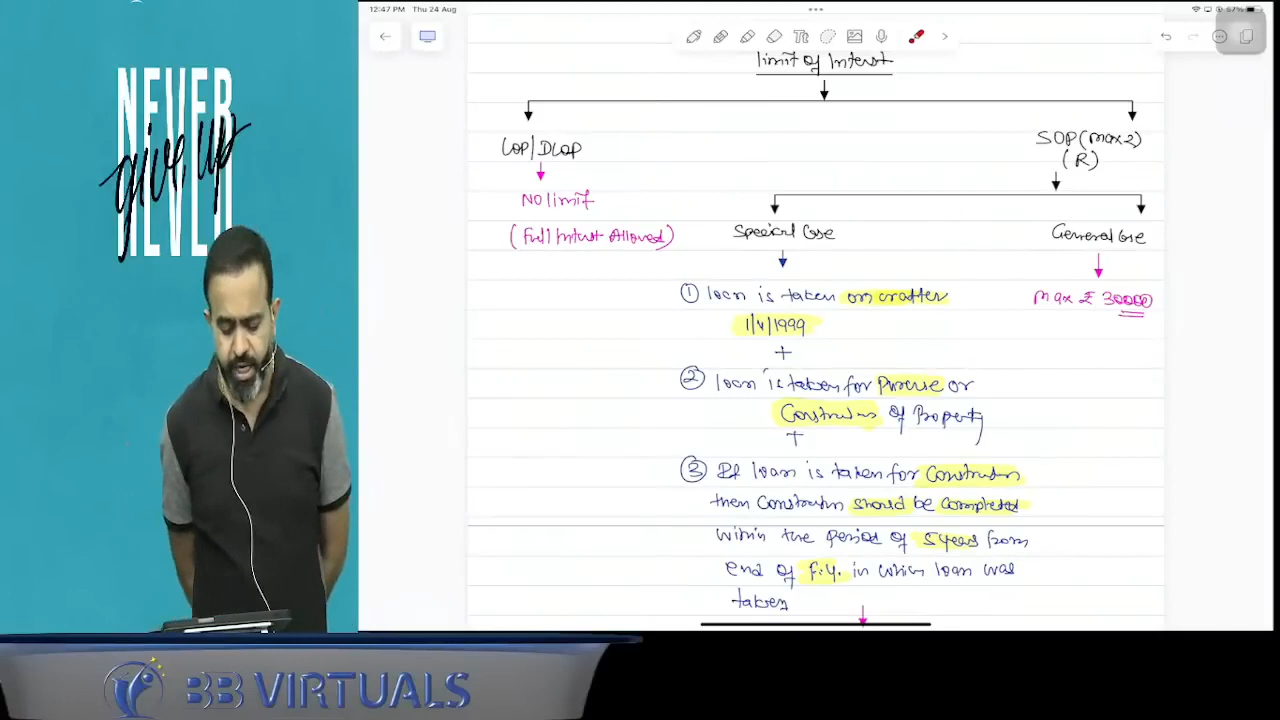 12:47 PM Thu 24 Aug
57%
NEVER
give up
NEVER
Limit of Interest
LOP/DLOP
SOP (max 2)
(R)
NO limit
(Full Interest Allowed)
Special Case
General Case
① Loan is taken on or after
1/4/1999
Max ₹ 30000
+
② Loan is taken for Purchase or
Construction of Property
+
③ If loan is taken for Construction
then Construction should be completed
within the period of 5 years from
end of F.Y. in which loan was
taken
BB VIRTUALS